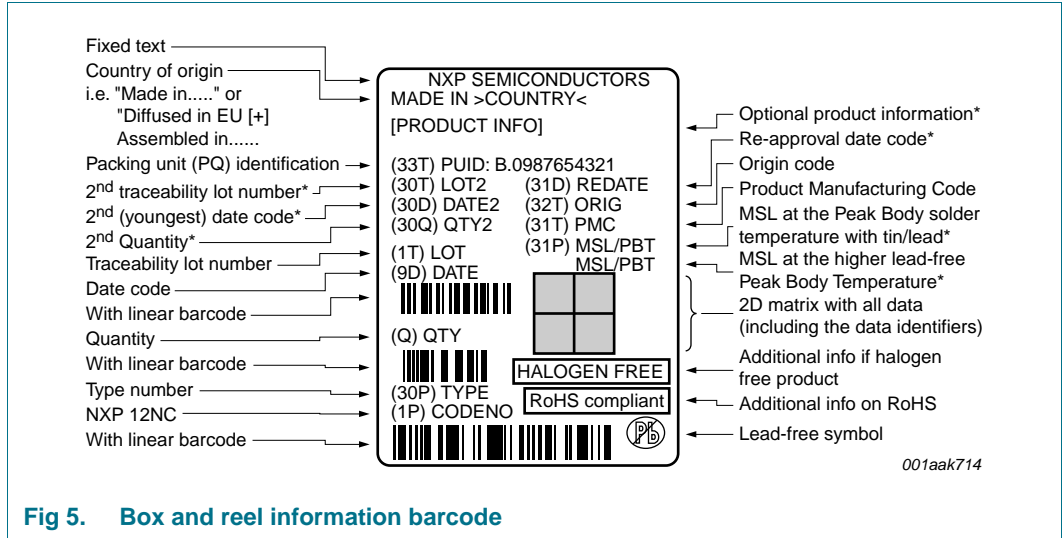 Fixed text
Country of origin
i.e. "Made in....." or
"Diffused in EU [+]
Assembled in......
Packing unit (PQ) identification
2nd traceability lot number*
2nd (youngest) date code*
2nd Quantity*
Traceability lot number
Date code
With linear barcode
Quantity
With linear barcode
Type number
NXP 12NC
With linear barcode
NXP SEMICONDUCTORS
MADE IN >COUNTRY<
[PRODUCT INFO]
(33T) PUID: B.0987654321
(30T) LOT2 (31D) REDATE
(30D) DATE2 (32T) ORIG
(30Q) QTY2 (31T) PMC
(31P) MSL/PBT
(1T) LOT MSL/PBT
(9D) DATE
(Q) QTY
HALOGEN FREE
(30P) TYPE
RoHS compliant
(1P) CODENO
Pb
Optional product information*
Re-approval date code*
Origin code
Product Manufacturing Code
MSL at the Peak Body solder
temperature with tin/lead*
MSL at the higher lead-free
Peak Body Temperature*
2D matrix with all data
(including the data identifiers)
Additional info if halogen
free product
Additional info on RoHS
Lead-free symbol
001aak714
Fig 5. Box and reel information barcode